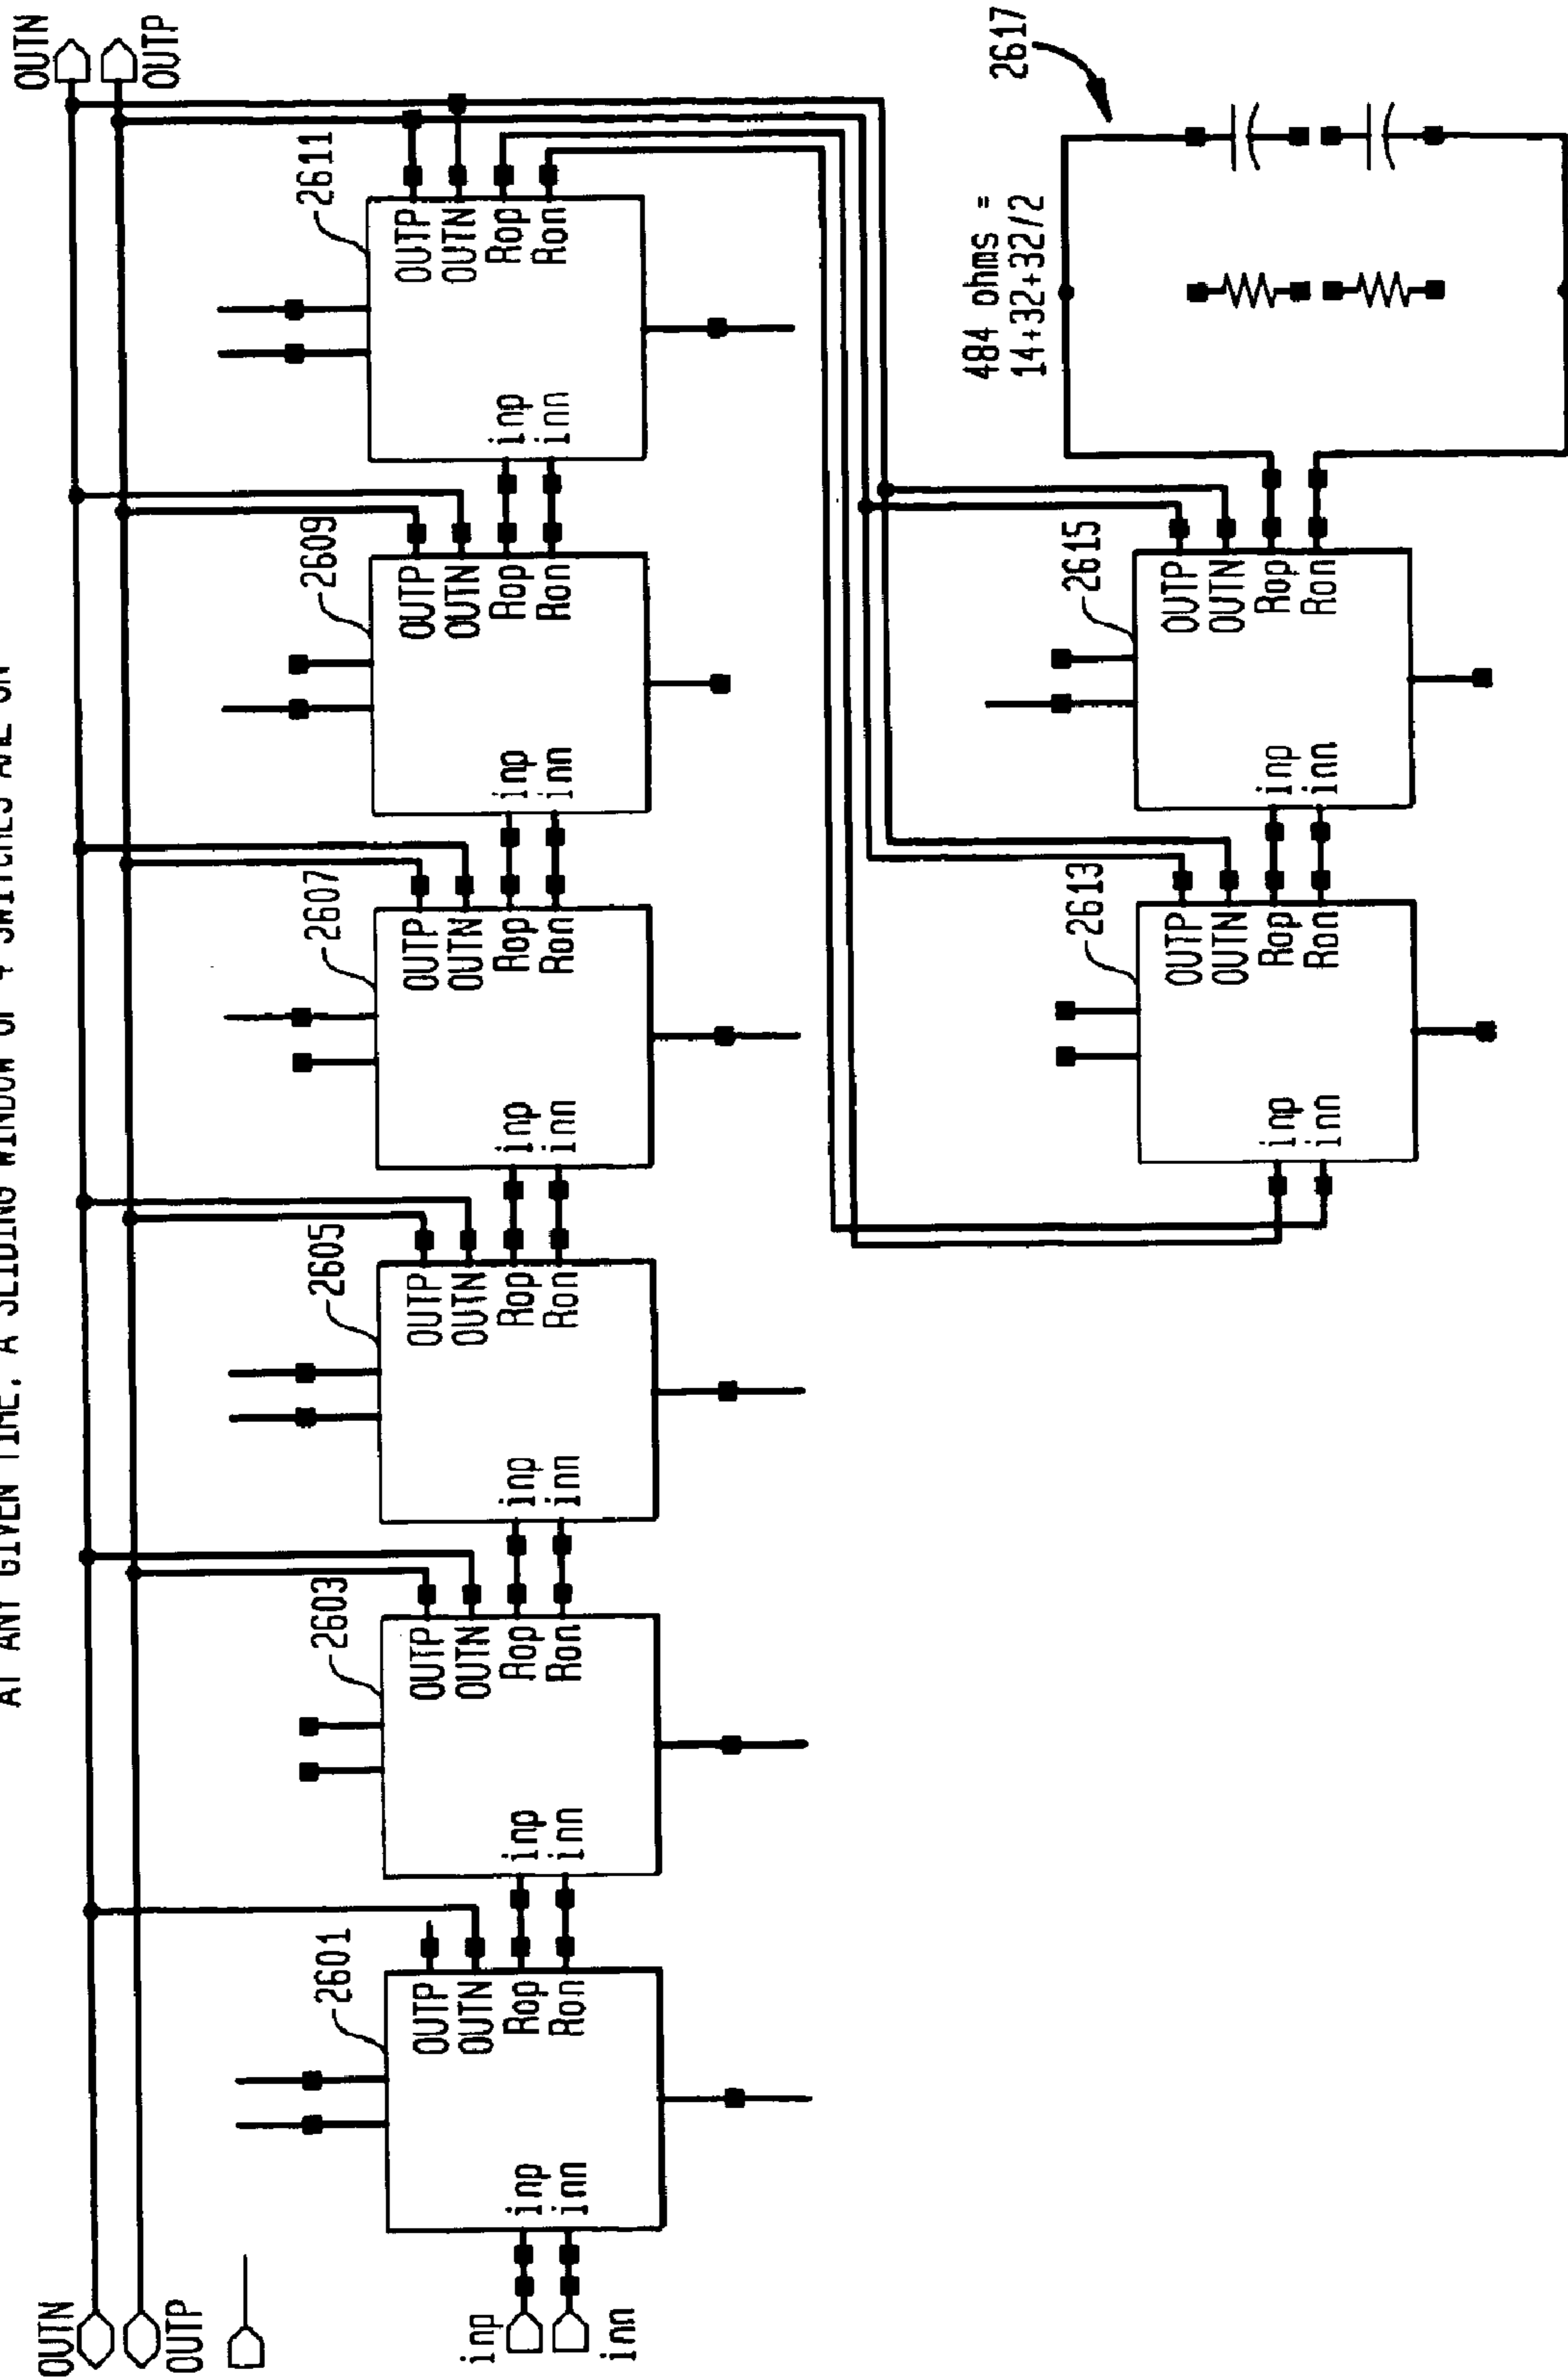 AT ANY GIVEN TIME, A SLIDING WINDOW OF 4 SWITCHES ARE ON
OUTN
OUTP
OUTN
OUTP
inp
inn
2601
inp
inn
OUTP
OUTN
Rop
Ron
2603
inp
inn
OUTP
OUTN
Rop
Ron
2605
inp
inn
OUTP
OUTN
Rop
Ron
2607
inp
inn
OUTP
OUTN
Rop
Ron
2609
inp
inn
OUTP
OUTN
Rop
Ron
2611
inp
inn
OUTP
OUTN
Rop
Ron
2613
inp
inn
OUTP
OUTN
Rop
Ron
2615
inp
inn
OUTP
OUTN
Rop
Ron
484 ohms =
14+32+32/2
2617